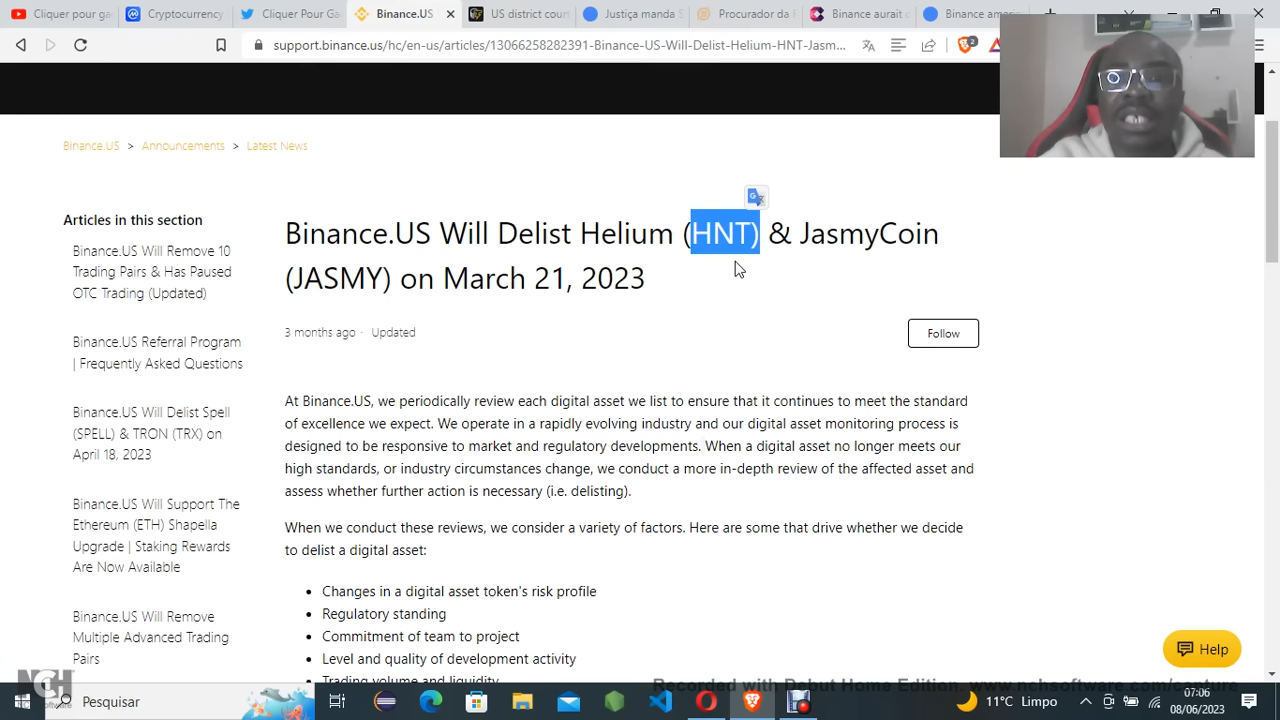 Cliquer pour ga
Cryptocurrency
Cliquer Pour Ga
Binance.US
US district court
Justiça manda S
Procurador da F
Binance aurait d
Binance americ
support.binance.us/hc/en-us/articles/13066239282391-Binance-US-Will-Delist-Helium-HNT-Jasm...
2
Binance.US > Announcements > Latest News
Articles in this section
Binance.US Will Remove 10
Trading Pairs & Has Paused
OTC Trading (Updated)
Binance.US Referral Program
| Frequently Asked Questions
Binance.US Will Delist Spell
(SPELL) & TRON (TRX) on
April 18, 2023
Binance.US Will Support The
Ethereum (ETH) Shapella
Upgrade | Staking Rewards
Are Now Available
Binance.US Will Remove
Multiple Advanced Trading
Pairs
Binance.US Will Delist Helium (HNT) & JasmyCoin
(JASMY) on March 21, 2023
3 months ago · Updated
Follow
At Binance.US, we periodically review each digital asset we list to ensure that it continues to meet the standard
of excellence we expect. We operate in a rapidly evolving industry and our digital asset monitoring process is
designed to be responsive to market and regulatory developments. When a digital asset no longer meets our
high standards, or industry circumstances change, we conduct a more in-depth review of the affected asset and
assess whether further action is necessary (i.e. delisting).
When we conduct these reviews, we consider a variety of factors. Here are some that drive whether we decide
to delist a digital asset:
• Changes in a digital asset token's risk profile
• Regulatory standing
• Commitment of team to project
• Level and quality of development activity
• Trading volume and liquidity
Help
NCH
Software
Recorded with Debut Home Edition. www.nchsoftware.com/capture
Pesquisar
11°C Limpo
07:06
08/06/2023